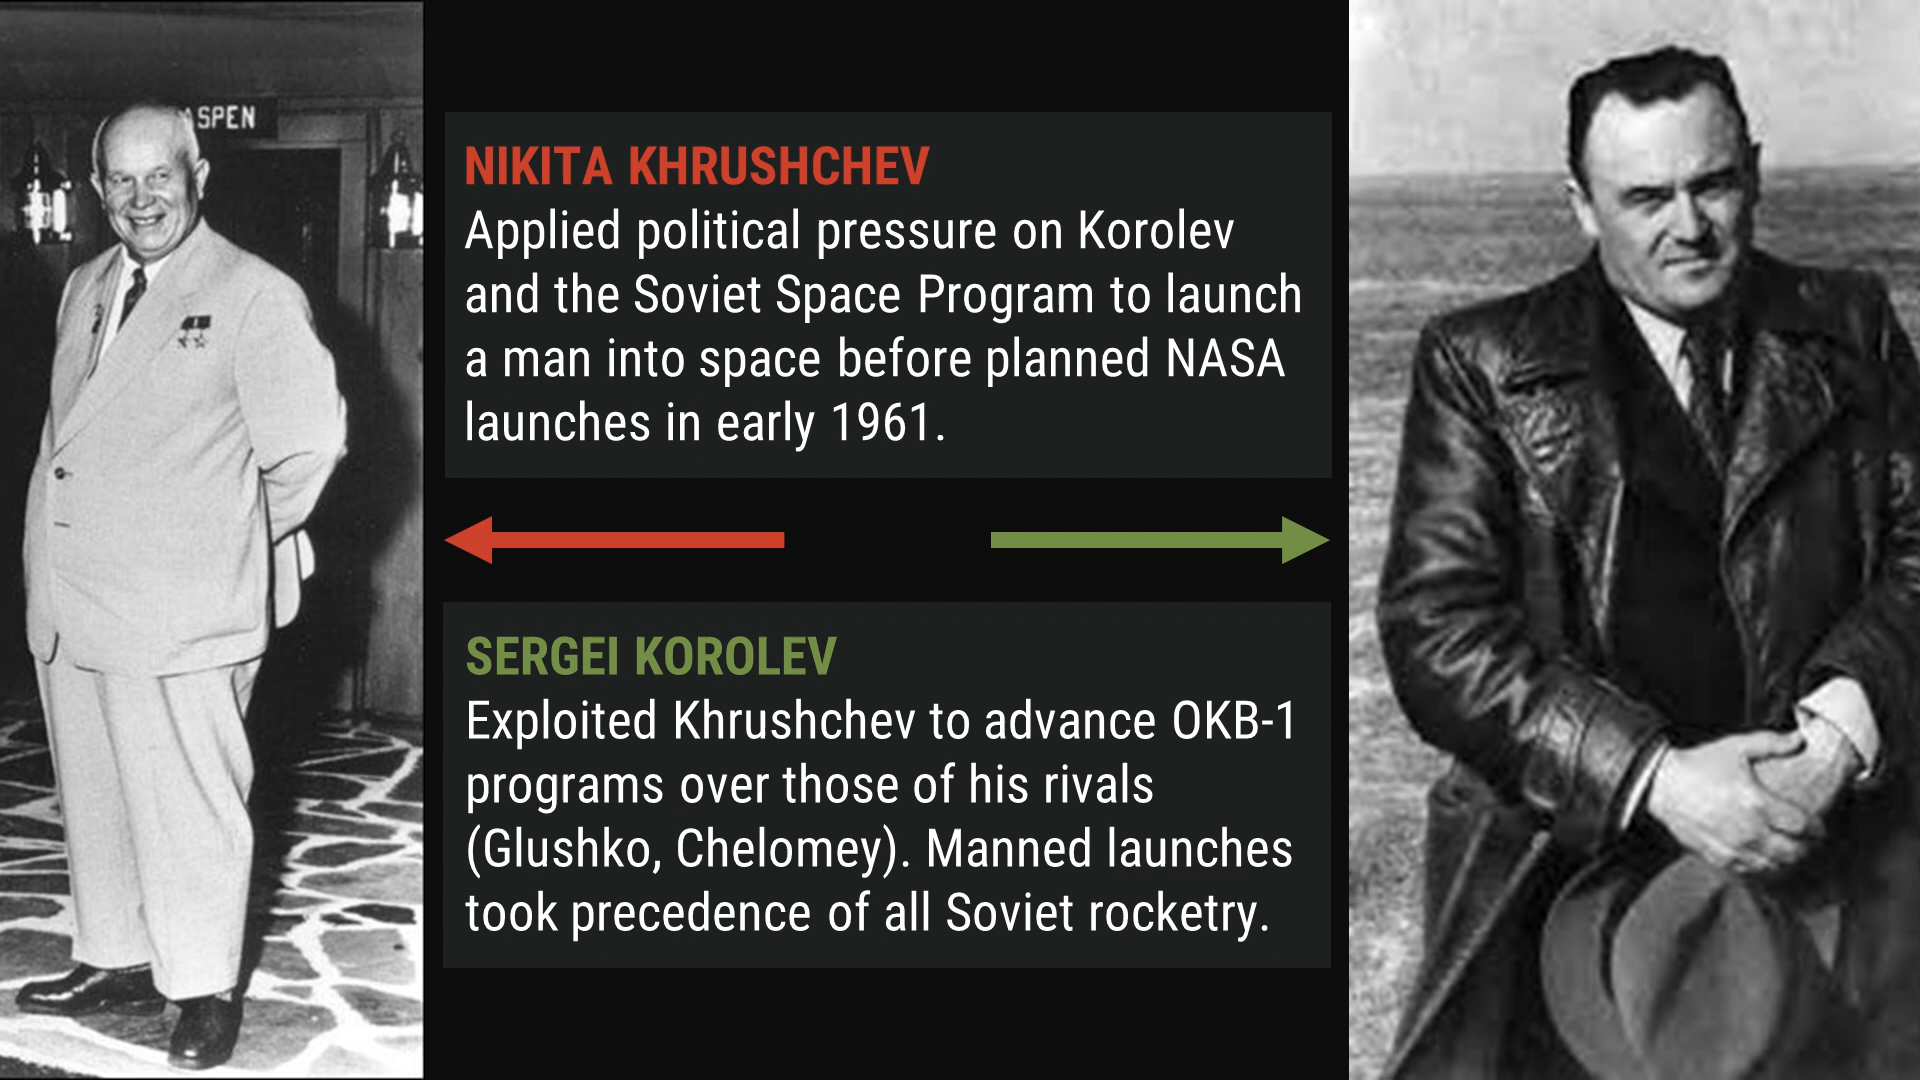 ASPEN
NIKITA KHRUSHCHEV
Applied political pressure on Korolev
and the Soviet Space Program to launch
a man into space before planned NASA
launches in early 1961.
SERGEI KOROLEV
Exploited Khrushchev to advance OKB-1
programs over those of his rivals
(Glushko, Chelomey). Manned launches
took precedence of all Soviet rocketry.